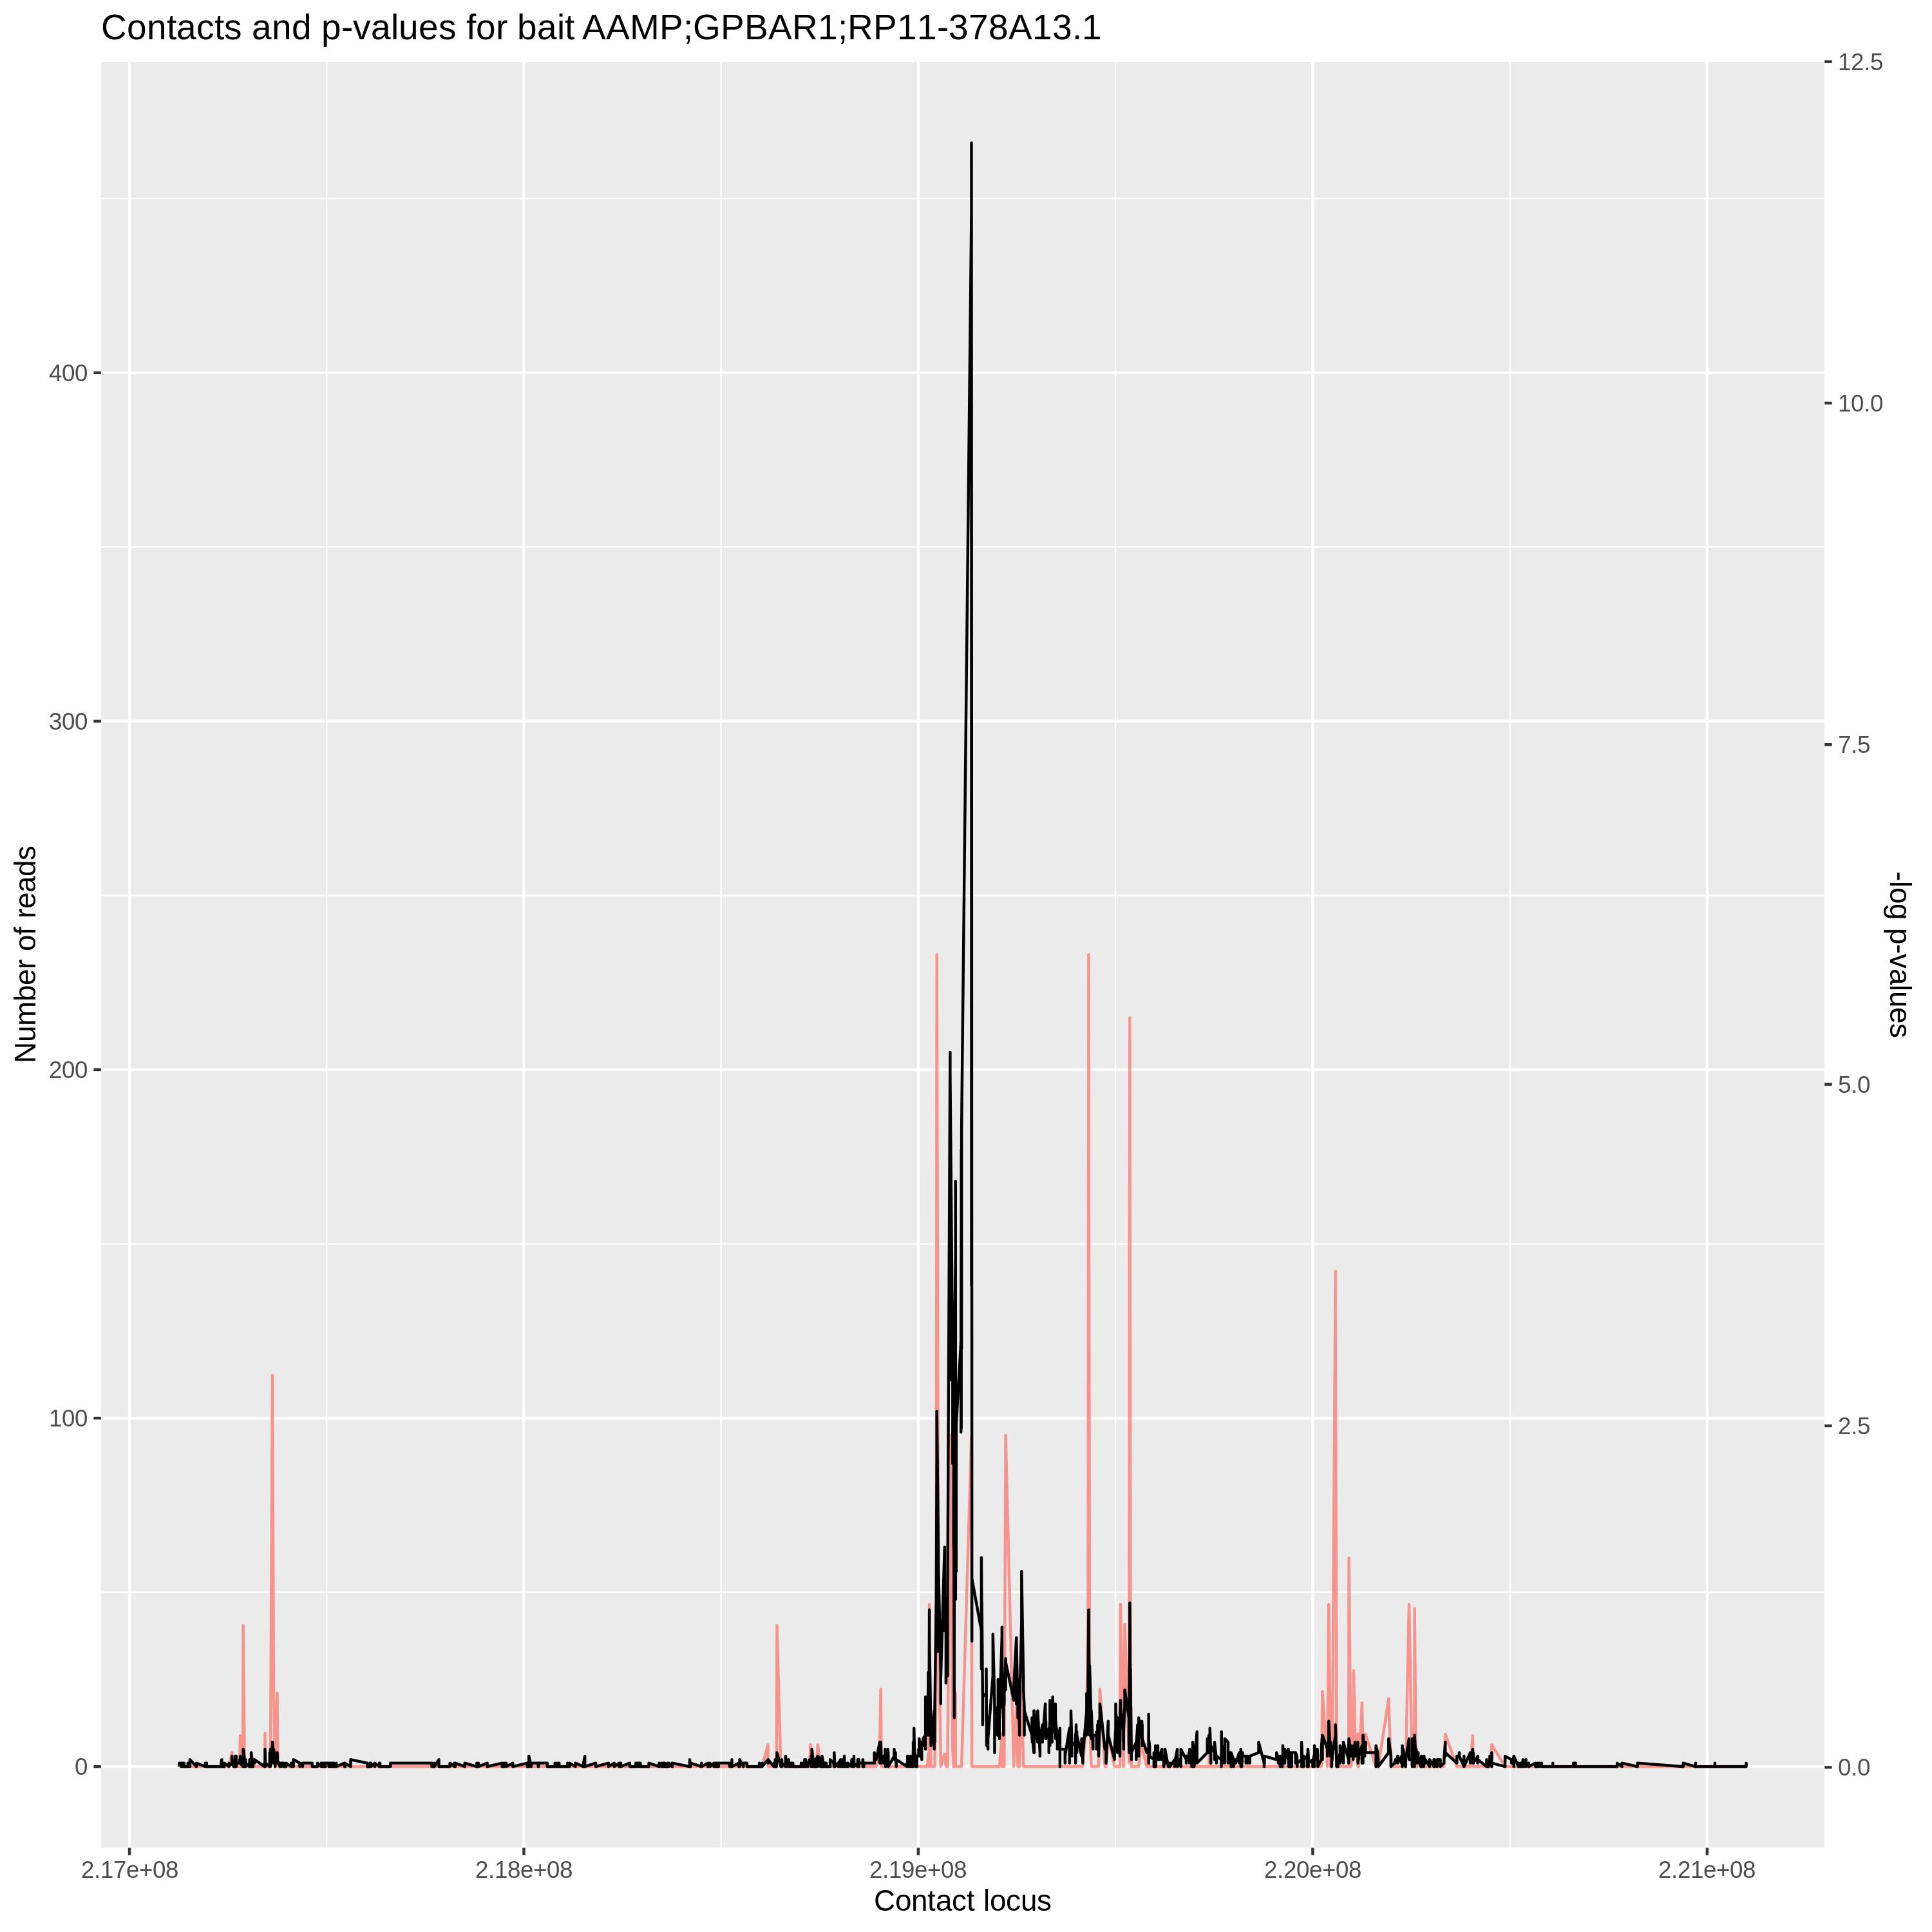 Contacts and p-values for bait AAMP;GPBAR1;RP11-378A13.1
Number of reads
400
300
200
100
0
12.5
10.0
7.5
5.0
2.5
0.0
-log p-values
2.17e+08 2.18e+08 2.19e+08 2.20e+08 2.21e+08
Contact locus